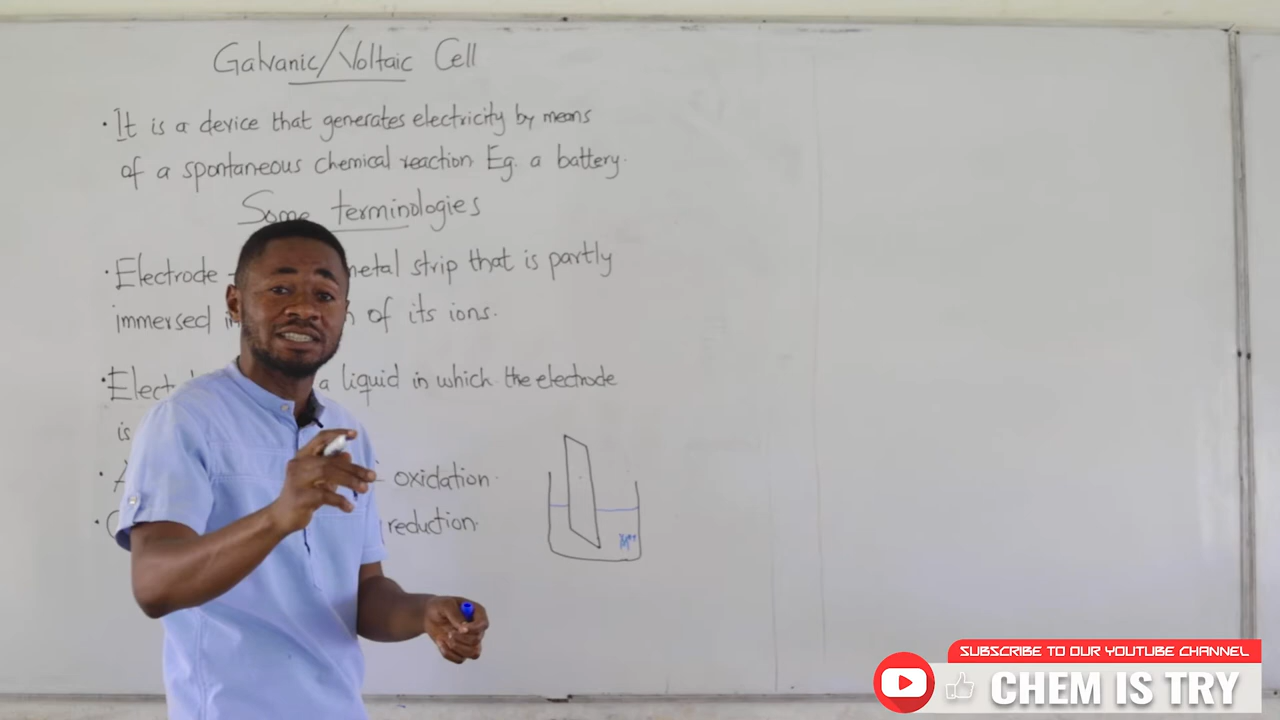 Galvanic/Voltaic Cell
· It is a device that generates electricity by means
of a spontaneous chemical reaction. Eg. a battery.
Some terminologies
· Electrode - metal strip that is partly
immersed of its ions.
· a liquid in which the electrode
is
oxidation.
reduction.
SUBSCRIBE TO OUR YOUTUBE CHANNEL
CHEM IS TRY